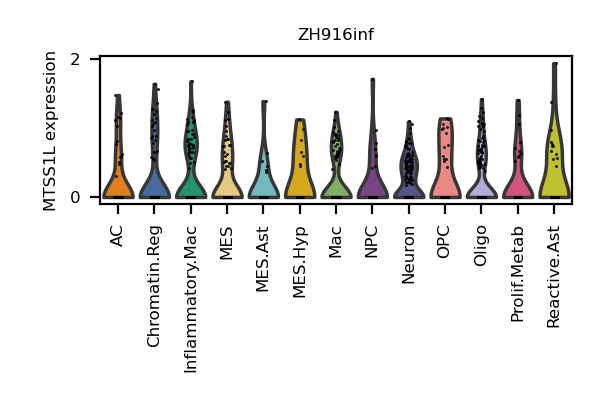 ZH916inf
MTSS1L expression
2
0
AC
Chromatin.Reg
Inflammatory.Mac
MES
MES.Ast
MES.Hyp
Mac
NPC
Neuron
OPC
Oligo
Prolif.Metab
Reactive.Ast